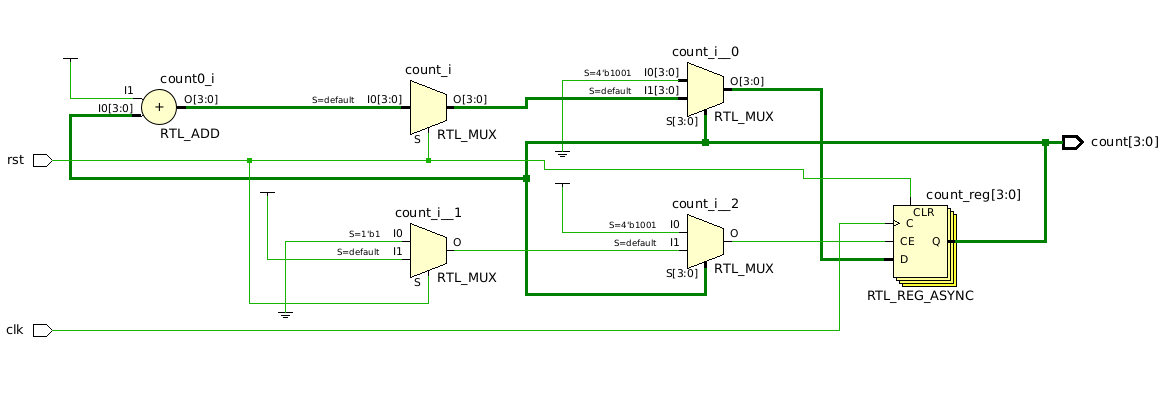 count_i__0
S=4'b1001 I0[3:0]
count_i
O[3:0]
count0_i
I1
S=default I1[3:0]
O[3:0]
S=default I0[3:0]
O[3:0]
I0[3:0]
+
RTL_MUX
S[3:0]
RTL_ADD
S
RTL_MUX
count[3:0]
rst
count_reg[3:0]
count_i__2
CLR
count_i__1
S=4'b1001 I0
C
S=1'b1 I0
O
S=default I1
O
CE
Q
S=default I1
D
RTL_MUX
S[3:0]
RTL_MUX
S
RTL_REG_ASYNC
clk